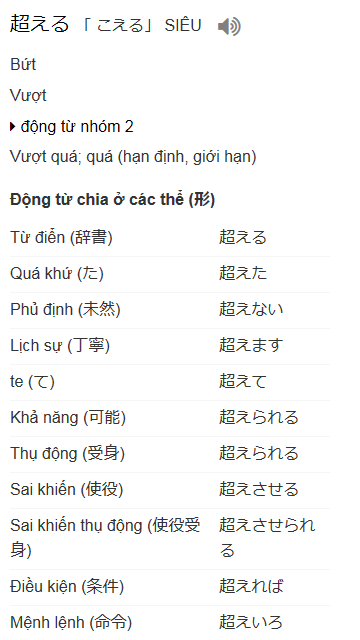 超える 「 こえる」 SIÊU
Bứt
Vượt
động từ nhóm 2
Vượt quá; quá (hạn định, giới hạn)
Động từ chia ở các thể (形)
Từ điển (辞書) 超える
Quá khứ (た) 超えた
Phủ định (未然) 超えない
Lịch sự (丁寧) 超えます
te (て) 超えて
Khả năng (可能) 超えられる
Thụ động (受身) 超えられる
Sai khiến (使役) 超えさせる
Sai khiến thụ động (使役受身) 超えさせられる
Điều kiện (条件) 超えれば
Mệnh lệnh (命令) 超えいろ